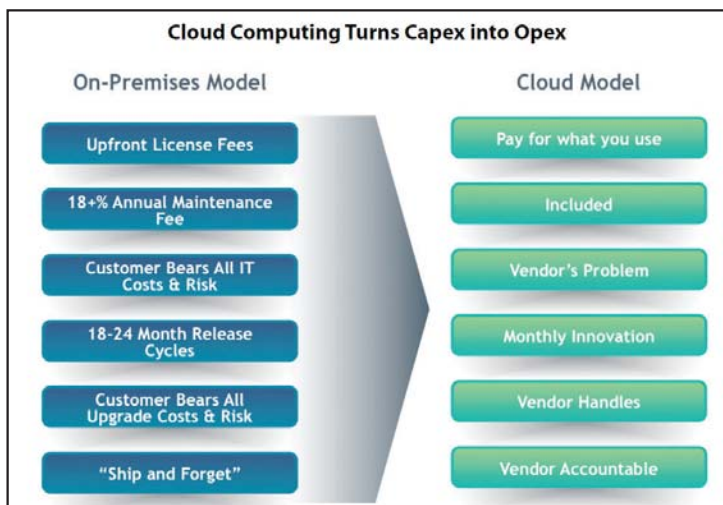 Cloud Computing Turns Capex into Opex
On-Premises Model
Cloud Model
Upfront License Fees
Pay for what you use
18+% Annual Maintenance
Fee
Included
Customer Bears All IT
Costs & Risk
Vendor's Problem
18-24 Month Release
Cycles
Monthly Innovation
Customer Bears All
Upgrade Costs & Risk
Vendor Handles
“Ship and Forget”
Vendor Accountable